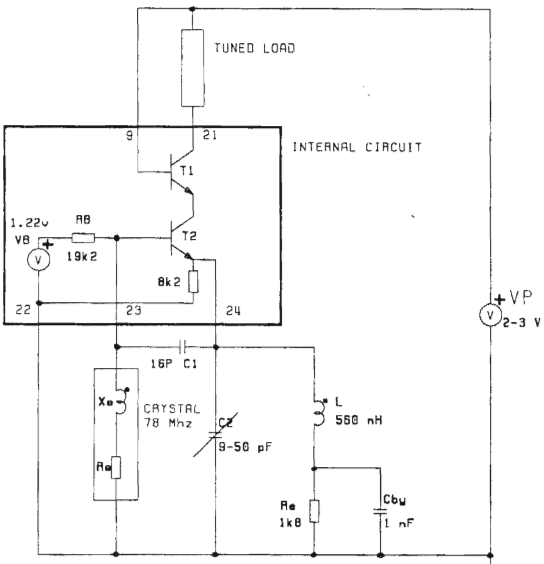 TUNED LOAD
9
21
INTERNAL CIRCUIT
T1
1.22v
RB
VB
+
T2
V
19k2
8k2
22
23
24
+VP
V
2-3 V
16P C1
Xe
CRYSTAL
78 Mhz
C2
9-50 pF
L
560 nH
Re
Re
1k8
Cby
1 nF